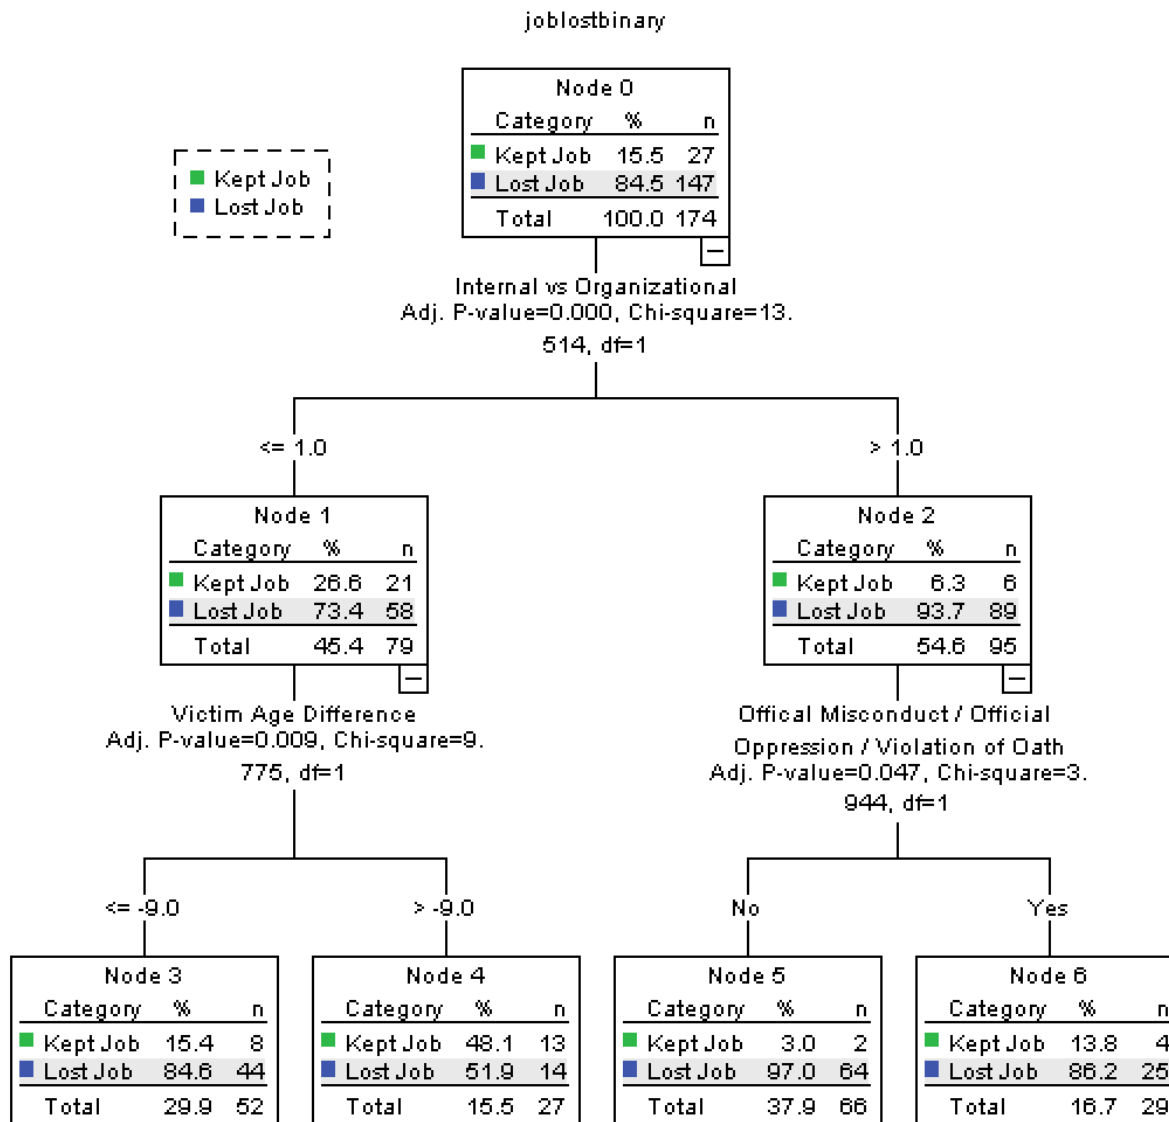 joblostbinary
Node 0
Category % n
Kept Job 15.5 27
Lost Job 84.5 147
Total 100.0 174
Kept Job
Lost Job
Internal vs Organizational
Adj. P-value=0.000, Chi-square=13.
514, df=1
<= 1.0
> 1.0
Node 1
Category % n
Kept Job 26.6 21
Lost Job 73.4 58
Total 45.4 79
Node 2
Category % n
Kept Job 6.3 6
Lost Job 93.7 89
Total 54.6 95
Victim Age Difference
Adj. P-value=0.009, Chi-square=9.
775, df=1
Offical Misconduct / Official
Oppression / Violation of Oath
Adj. P-value=0.047, Chi-square=3.
944, df=1
<= -9.0
> -9.0
No
Yes
Node 3
Category % n
Kept Job 15.4 8
Lost Job 84.6 44
Total 29.9 52
Node 4
Category % n
Kept Job 48.1 13
Lost Job 51.9 14
Total 15.5 27
Node 5
Category % n
Kept Job 3.0 2
Lost Job 97.0 64
Total 37.9 66
Node 6
Category % n
Kept Job 13.8 4
Lost Job 86.2 25
Total 16.7 29